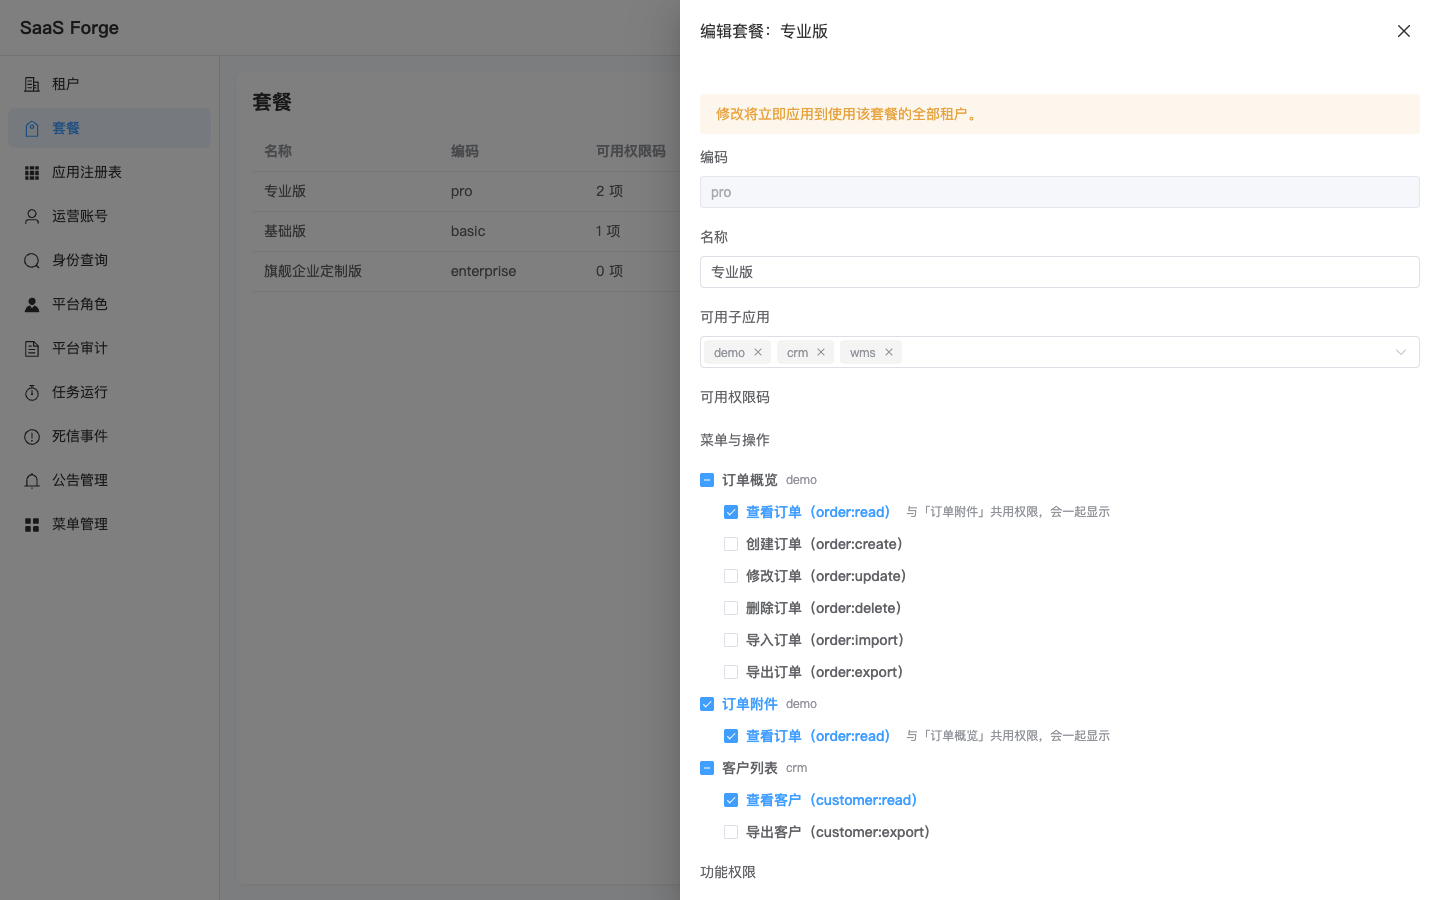 SaaS Forge
租户
套餐
应用注册表
运营账号
身份查询
平台角色
平台审计
任务运行
死信事件
公告管理
菜单管理
套餐
名称 编码 可用权限码
专业版 pro 2 项
基础版 basic 1 项
旗舰企业定制版 enterprise 0 项
编辑套餐：专业版
修改将立即应用到使用该套餐的全部租户。
编码
pro
名称
专业版
可用子应用
demo crm wms
可用权限码
菜单与操作
订单概览 demo
查看订单（order:read） 与「订单附件」共用权限，会一起显示
创建订单（order:create）
修改订单（order:update）
删除订单（order:delete）
导入订单（order:import）
导出订单（order:export）
订单附件 demo
查看订单（order:read） 与「订单概览」共用权限，会一起显示
客户列表 crm
查看客户（customer:read）
导出客户（customer:export）
功能权限